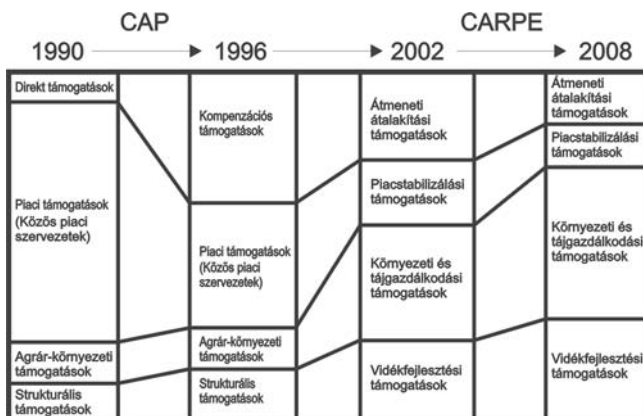 CAP
CARPE
1990
1996
2002
2008
Direkt támogatások
Piaci támogatások
(Közös piaci
szervezetek)
Agrár-környezeti
támogatások
Strukturális
támogatások
Kompenzációs
támogatások
Piaci támogatások
(Közös piaci
szervezetek)
Agrár-környezeti
támogatások
Strukturális
támogatások
Átmeneti
átalakítási
támogatások
Piacstabilizálási
támogatások
Környezeti és
tájgazdálkodási
támogatások
Vidékfejlesztési
támogatások
Átmeneti
átalakítási
támogatások
Piacstabilizálási
támogatások
Környezeti és
tájgazdálkodási
támogatások
Vidékfejlesztési
támogatások